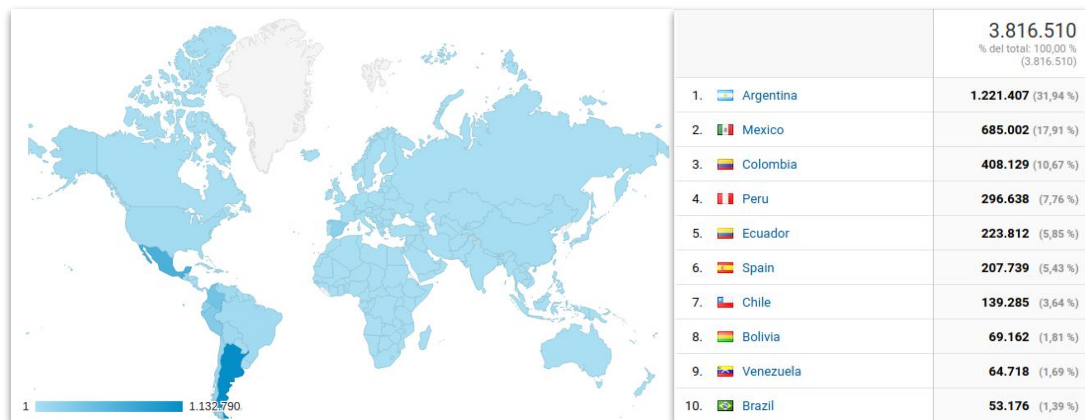 3.816.510
% del total: 100,00 %
(3.816.510)
1. Argentina 1.221.407 (31,94 %)
2. Mexico 685.002 (17,91 %)
3. Colombia 408.129 (10,67 %)
4. Peru 296.638 (7,76 %)
5. Ecuador 223.812 (5,85 %)
6. Spain 207.739 (5,43 %)
7. Chile 139.285 (3,64 %)
8. Bolivia 69.162 (1,81 %)
9. Venezuela 64.718 (1,69 %)
10. Brazil 53.176 (1,39 %)
1 1.132.790